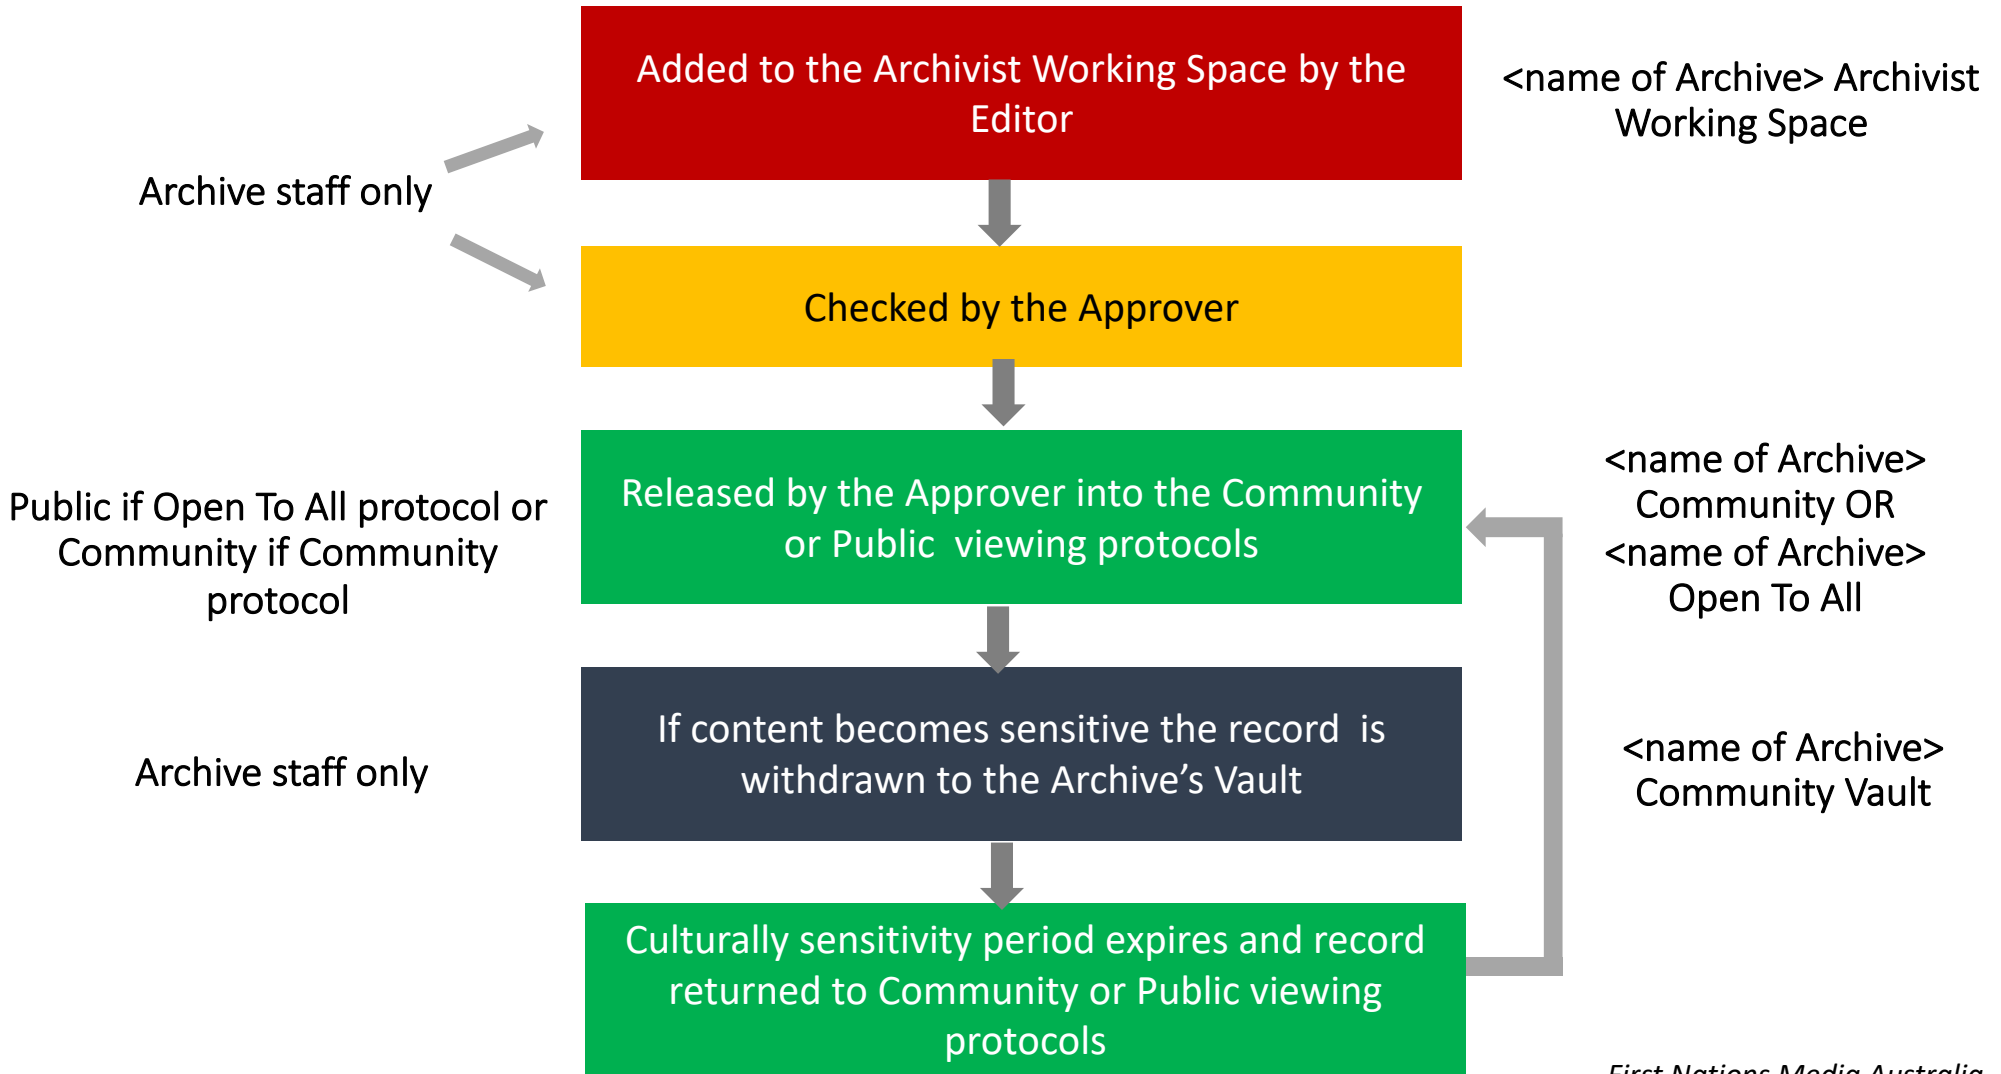 Added to the Archivist Working Space by the
Editor
<name of Archive> Archivist
Working Space
Archive staff only
Checked by the Approver
Public if Open To All protocol or
Community if Community
protocol
Released by the Approver into the Community
or Public viewing protocols
<name of Archive>
Community OR
<name of Archive>
Open To All
Archive staff only
If content becomes sensitive the record is
withdrawn to the Archive’s Vault
<name of Archive>
Community Vault
Culturally sensitivity period expires and record
returned to Community or Public viewing
protocols
First Nations Media Australia